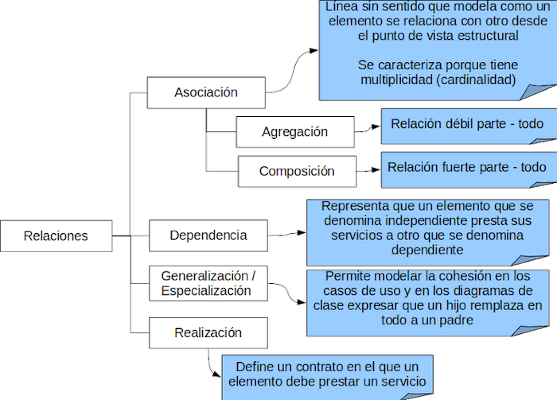 Línea sin sentido que modela como un
elemento se relaciona con otro desde
el punto de vista estructural
Se caracteriza porque tiene
multiplicidad (cardinalidad)
Asociación
Agregación
Relación débil parte - todo
Composición
Relación fuerte parte - todo
Relaciones
Dependencia
Representa que un elemento que se
denomina independiente presta sus
servicios a otro que se denomina
dependiente
Generalización /
Especialización
Permite modelar la cohesión en los
casos de uso y en los diagramas de
clase expresar que un hijo remplaza en
todo a un padre
Realización
Define un contrato en el que un
elemento debe prestar un servicio